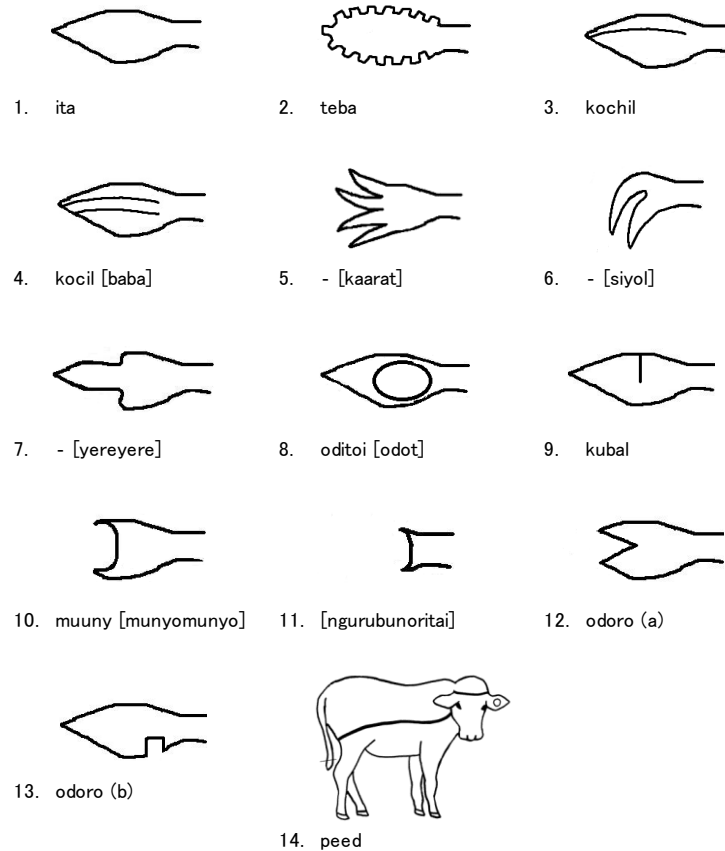 1. ita
2. teba
3. kochil
4. kocil [baba]
5. - [kaarat]
6. - [siyol]
7. - [yereyere]
8. oditoi [odot]
9. kubal
10. muuny [munyomunyo]
11. [ngurubunoritai]
12. odoro (a)
13. odoro (b)
14. peed